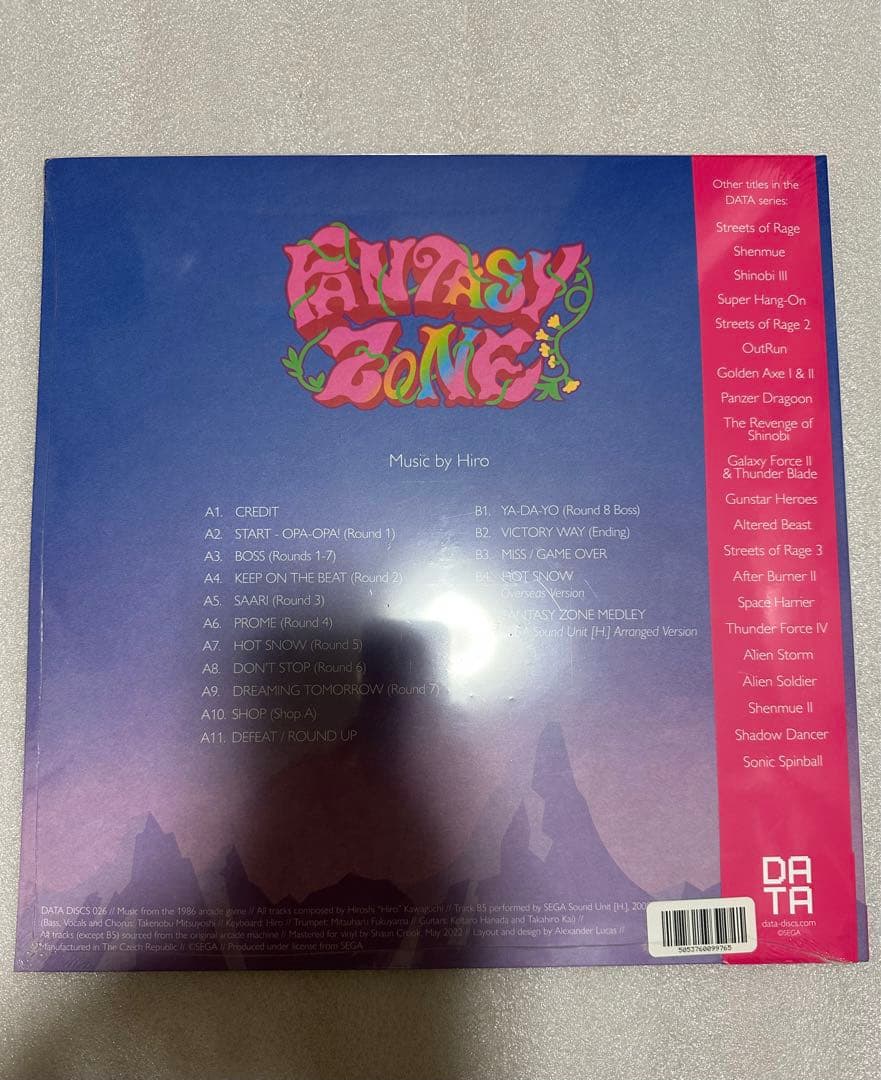 FANTASY
ZONE
Music by Hiro
A1. CREDIT
A2. START - OPA-OPA! (Round 1)
A3. BOSS (Rounds 1-7)
A4. KEEP ON THE BEAT (Round 2)
A5. SAARI (Round 3)
A6. PROME (Round 4)
A7. HOT SNOW (Round 5)
A8. DON'T STOP (Round 6)
A9. DREAMING TOMORROW (Round 7)
A10. SHOP (Shop A)
A11. DEFEAT / ROUND UP
B1. YA-DA-YO (Round 8 Boss)
B2. VICTORY WAY (Ending)
B3. MISS / GAME OVER
B4. HOT SNOW
Overseas Version
FANTASY ZONE MEDLEY
Sound Unit [H.] Arranged Version
Other titles in the
DATA series:
Streets of Rage
Shenmue
Shinobi III
Super Hang-On
Streets of Rage 2
OutRun
Golden Axe I & II
Panzer Dragoon
The Revenge of
Shinobi
Galaxy Force II
& Thunder Blade
Gunstar Heroes
Altered Beast
Streets of Rage 3
After Burner II
Space Harrier
Thunder Force IV
Alien Storm
Alien Soldier
Shenmue II
Shadow Dancer
Sonic Spinball
DA
TA
data-discs.com
©SEGA
DATA DISCS 026 // Music from the 1986 arcade game // All tracks composed by Hiroshi "Hiro" Kawaguchi // Track B5 performed by SEGA Sound Unit [H.],
(Bass, Vocals and Chorus: Takenobu Mitsuyoshi // Keyboard: Hiro // Trumpet: Mitsuharu Fukuyama // Guitars: Keitaro Hanada and Takahiro Kai) //
All tracks (except B5) sourced from the original arcade machine // Mastered for vinyl by Shaun Crook, May 2022 // Layout and design by Alexander Lucas //
Manufactured in The Czech Republic // ©SEGA // Produced under license from SEGA
5053760099765